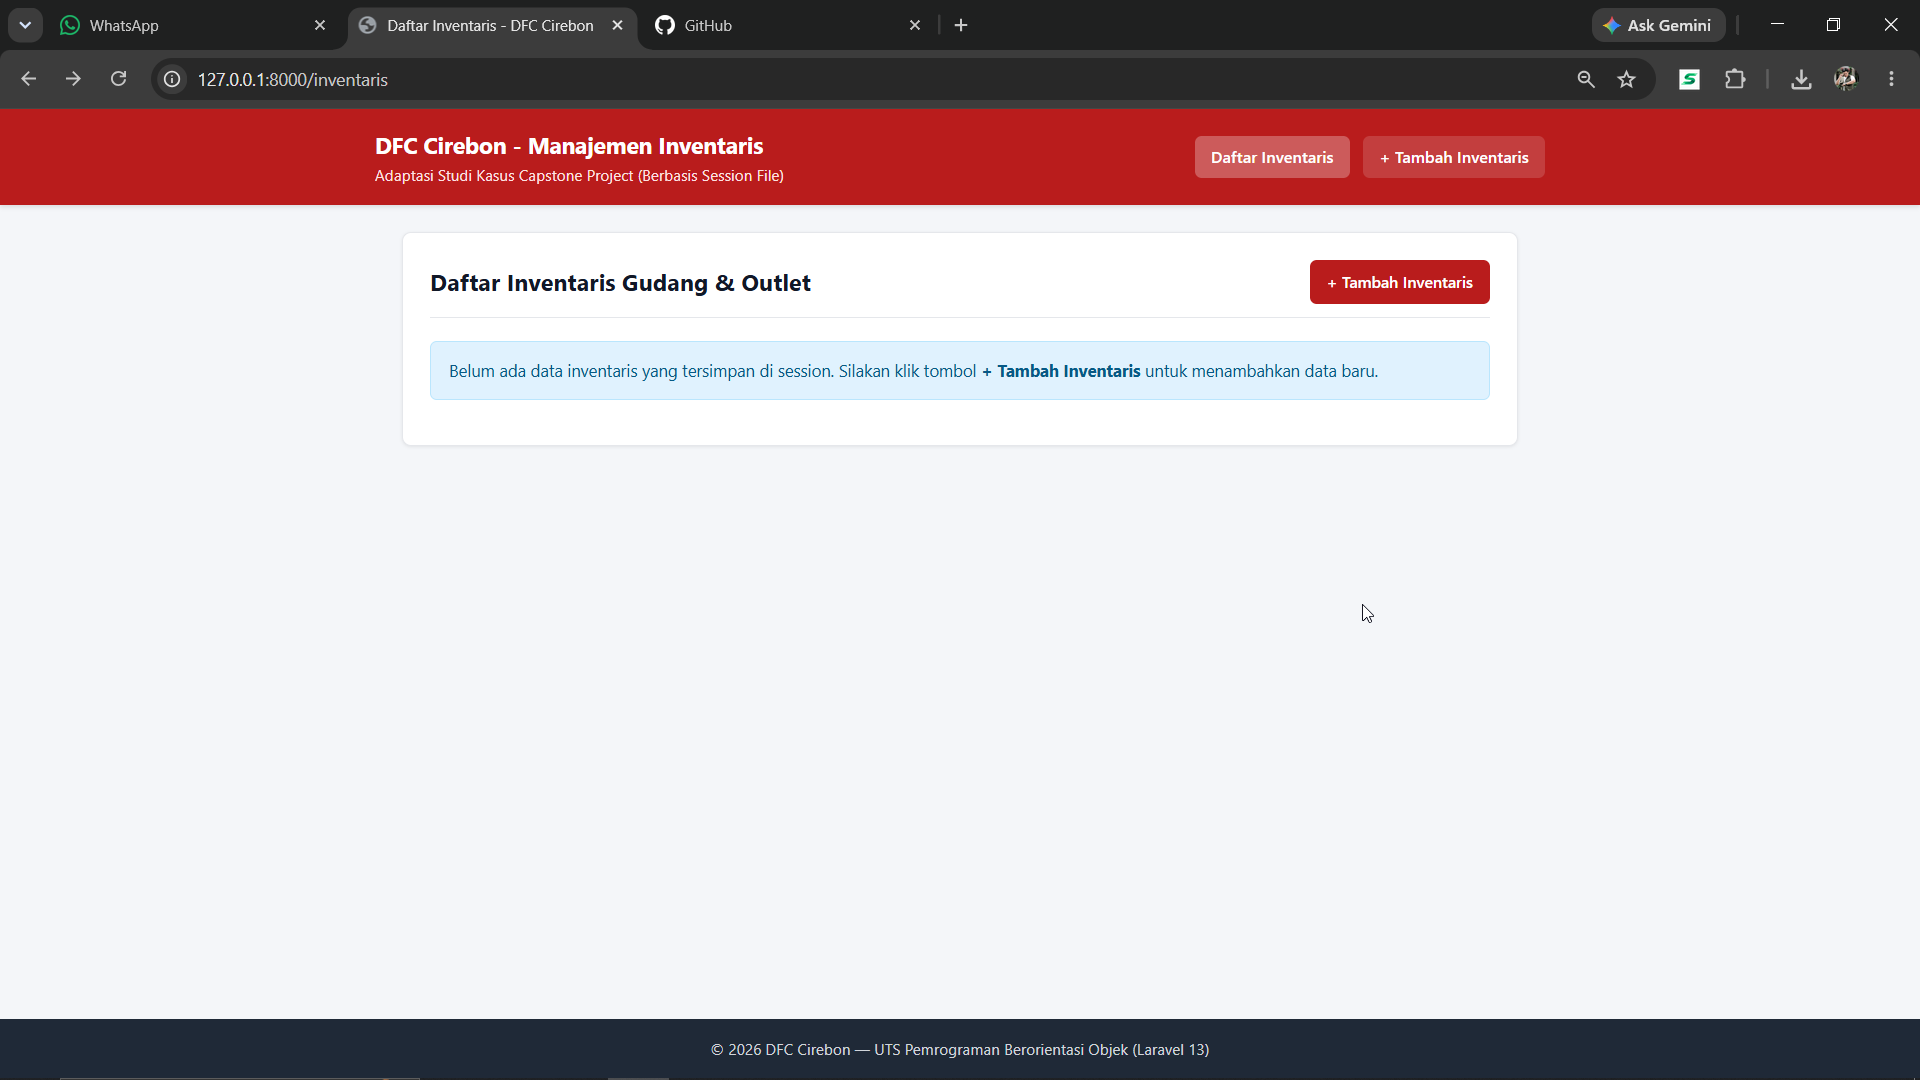 WhatsApp
Daftar Inventaris - DFC Cirebon
GitHub
Ask Gemini
127.0.0.1:8000/inventaris
DFC Cirebon - Manajemen Inventaris
Adaptasi Studi Kasus Capstone Project (Berbasis Session File)
Daftar Inventaris
+ Tambah Inventaris
Daftar Inventaris Gudang & Outlet
+ Tambah Inventaris
Belum ada data inventaris yang tersimpan di session. Silakan klik tombol + Tambah Inventaris untuk menambahkan data baru.
© 2026 DFC Cirebon — UTS Pemrograman Berorientasi Objek (Laravel 13)